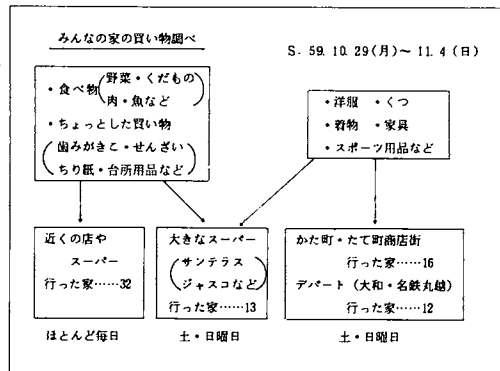 みんなの家の買い物調べ
S. 59. 10. 29(月)〜 11. 4(日)
・食べ物(野菜・くだもの
肉・魚など)
・ちょっとした買い物
(歯みがきこ・せんざい
ちり紙・台所用品など)
・洋服 ・くつ
・着物 ・家具
・スポーツ用品など
近くの店や
スーパー
行った家……32
ほとんど毎日
大きなスーパー
(サンテラス
ジャスコなど)
行った家……13
土・日曜日
かた町・たて町商店街
行った家……16
デパート(大和・名鉄丸越)
行った家……12
土・日曜日